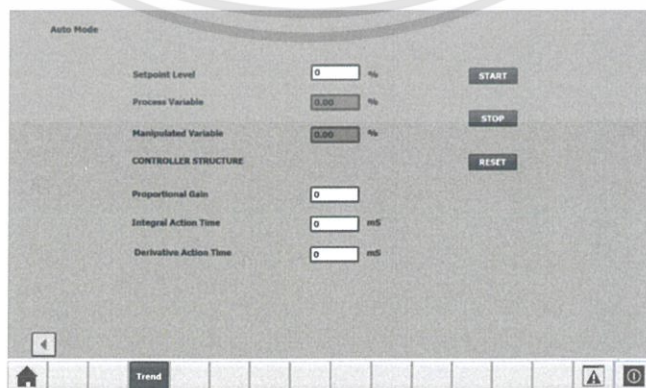 Auto Mode
Setpoint Level 0 % START
Process Variable 0.00 %
STOP
Manipulated Variable 0.00 %
CONTROLLER STRUCTURE RESET
Proportional Gain 0
Integral Action Time 0 mS
Derivative Action Time 0 mS
Trend